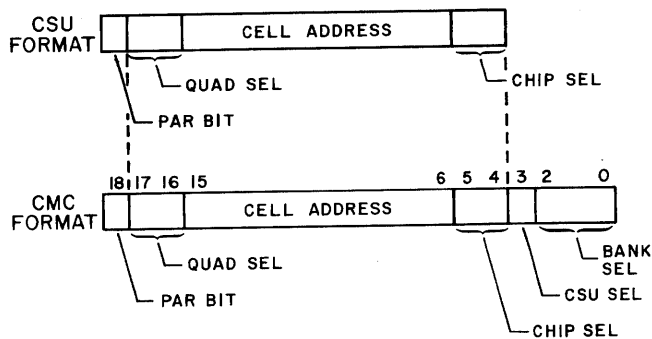 CSU FORMAT
CELL ADDRESS
QUAD SEL
CHIP SEL
PAR BIT
18 17 16 15 6 5 4 3 2 0
CMC FORMAT
CELL ADDRESS
QUAD SEL
BANK SEL
PAR BIT
CSU SEL
CHIP SEL